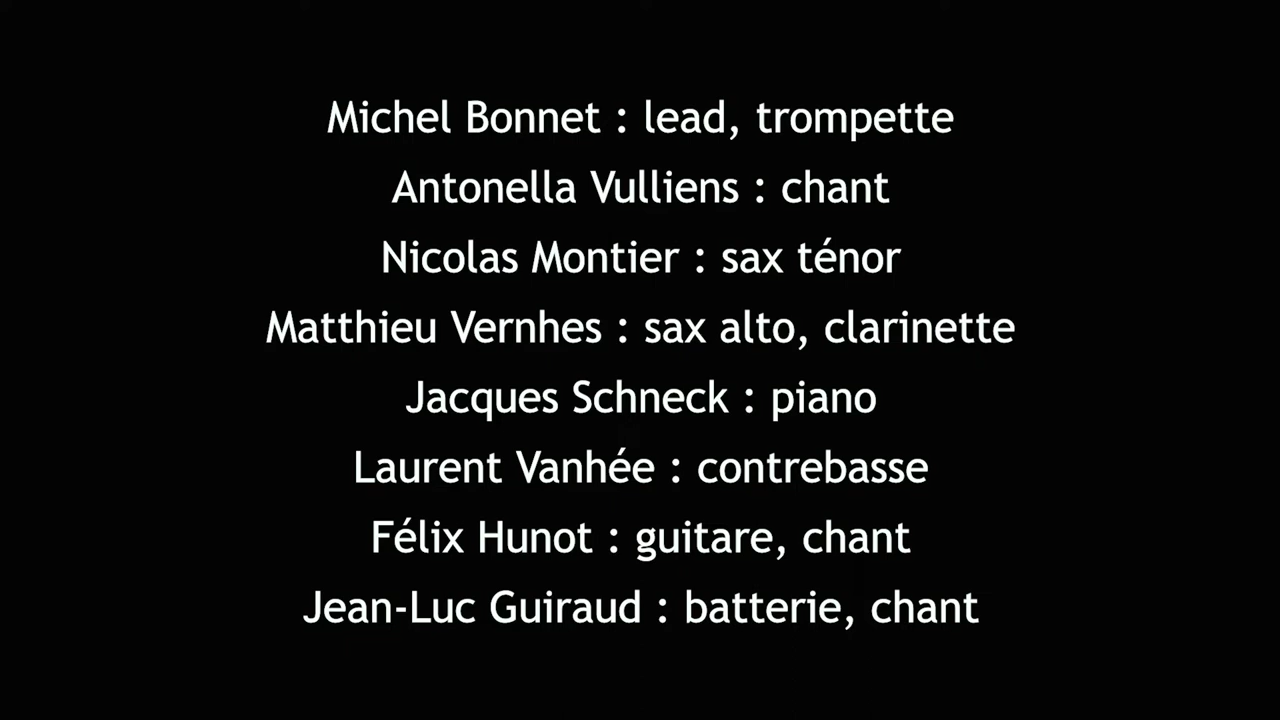 Michel Bonnet : lead, trompette
Antonella Vulliens : chant
Nicolas Montier : sax ténor
Matthieu Vernhes : sax alto, clarinette
Jacques Schneck : piano
Laurent Vanhée : contrebasse
Félix Hunot : guitare, chant
Jean-Luc Guiraud : batterie, chant